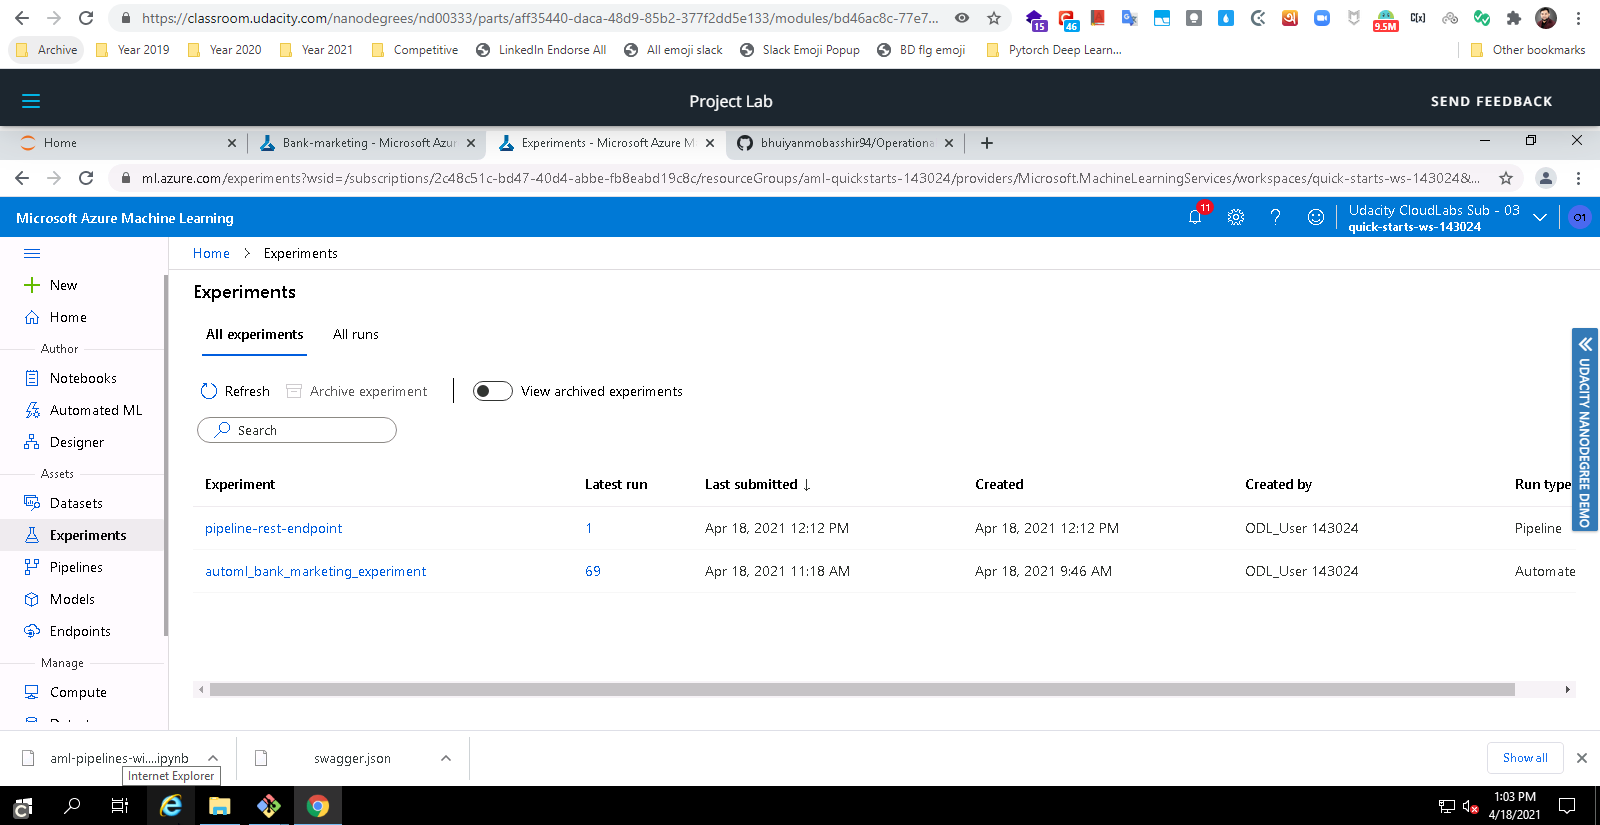 https://classroom.udacity.com/nanodegrees/nd00333/parts/aff35440-daca-48d9-85b2-377f2dd5e133/modules/bd46ac8c-77e7...
15
46
9.5M
Archive
Year 2019
Year 2020
Year 2021
Competitive
LinkedIn Endorse All
All emoji slack
Slack Emoji Popup
BD flg emoji
Pytorch Deep Learn...
Other bookmarks
Project Lab
SEND FEEDBACK
Home
Bank-marketing - Microsoft Azur
Experiments - Microsoft Azure M
bhuiyanmobasshir94/Operationa
ml.azure.com/experiments?wsid=/subscriptions/2c48c51c-bd47-40d4-abbe-fb8eabd19c8c/resourceGroups/aml-quickstarts-143024/providers/Microsoft.MachineLearningServices/workspaces/quick-starts-ws-143024&...
Microsoft Azure Machine Learning
11
Udacity CloudLabs Sub - 03
quick-starts-ws-143024
O1
New
Home
Author
Notebooks
Automated ML
Designer
Assets
Datasets
Experiments
Pipelines
Models
Endpoints
Manage
Compute
Home > Experiments
Experiments
All experiments
All runs
Refresh
Archive experiment
View archived experiments
Search
Experiment Latest run Last submitted ↓ Created Created by Run type
pipeline-rest-endpoint 1 Apr 18, 2021 12:12 PM Apr 18, 2021 12:12 PM ODL_User 143024 Pipeline
automl_bank_marketing_experiment 69 Apr 18, 2021 11:18 AM Apr 18, 2021 9:46 AM ODL_User 143024 Automate
UDACITY NANODEGREE DEMO
aml-pipelines-wi....ipynb
swagger.json
Show all
Internet Explorer
1:03 PM
4/18/2021